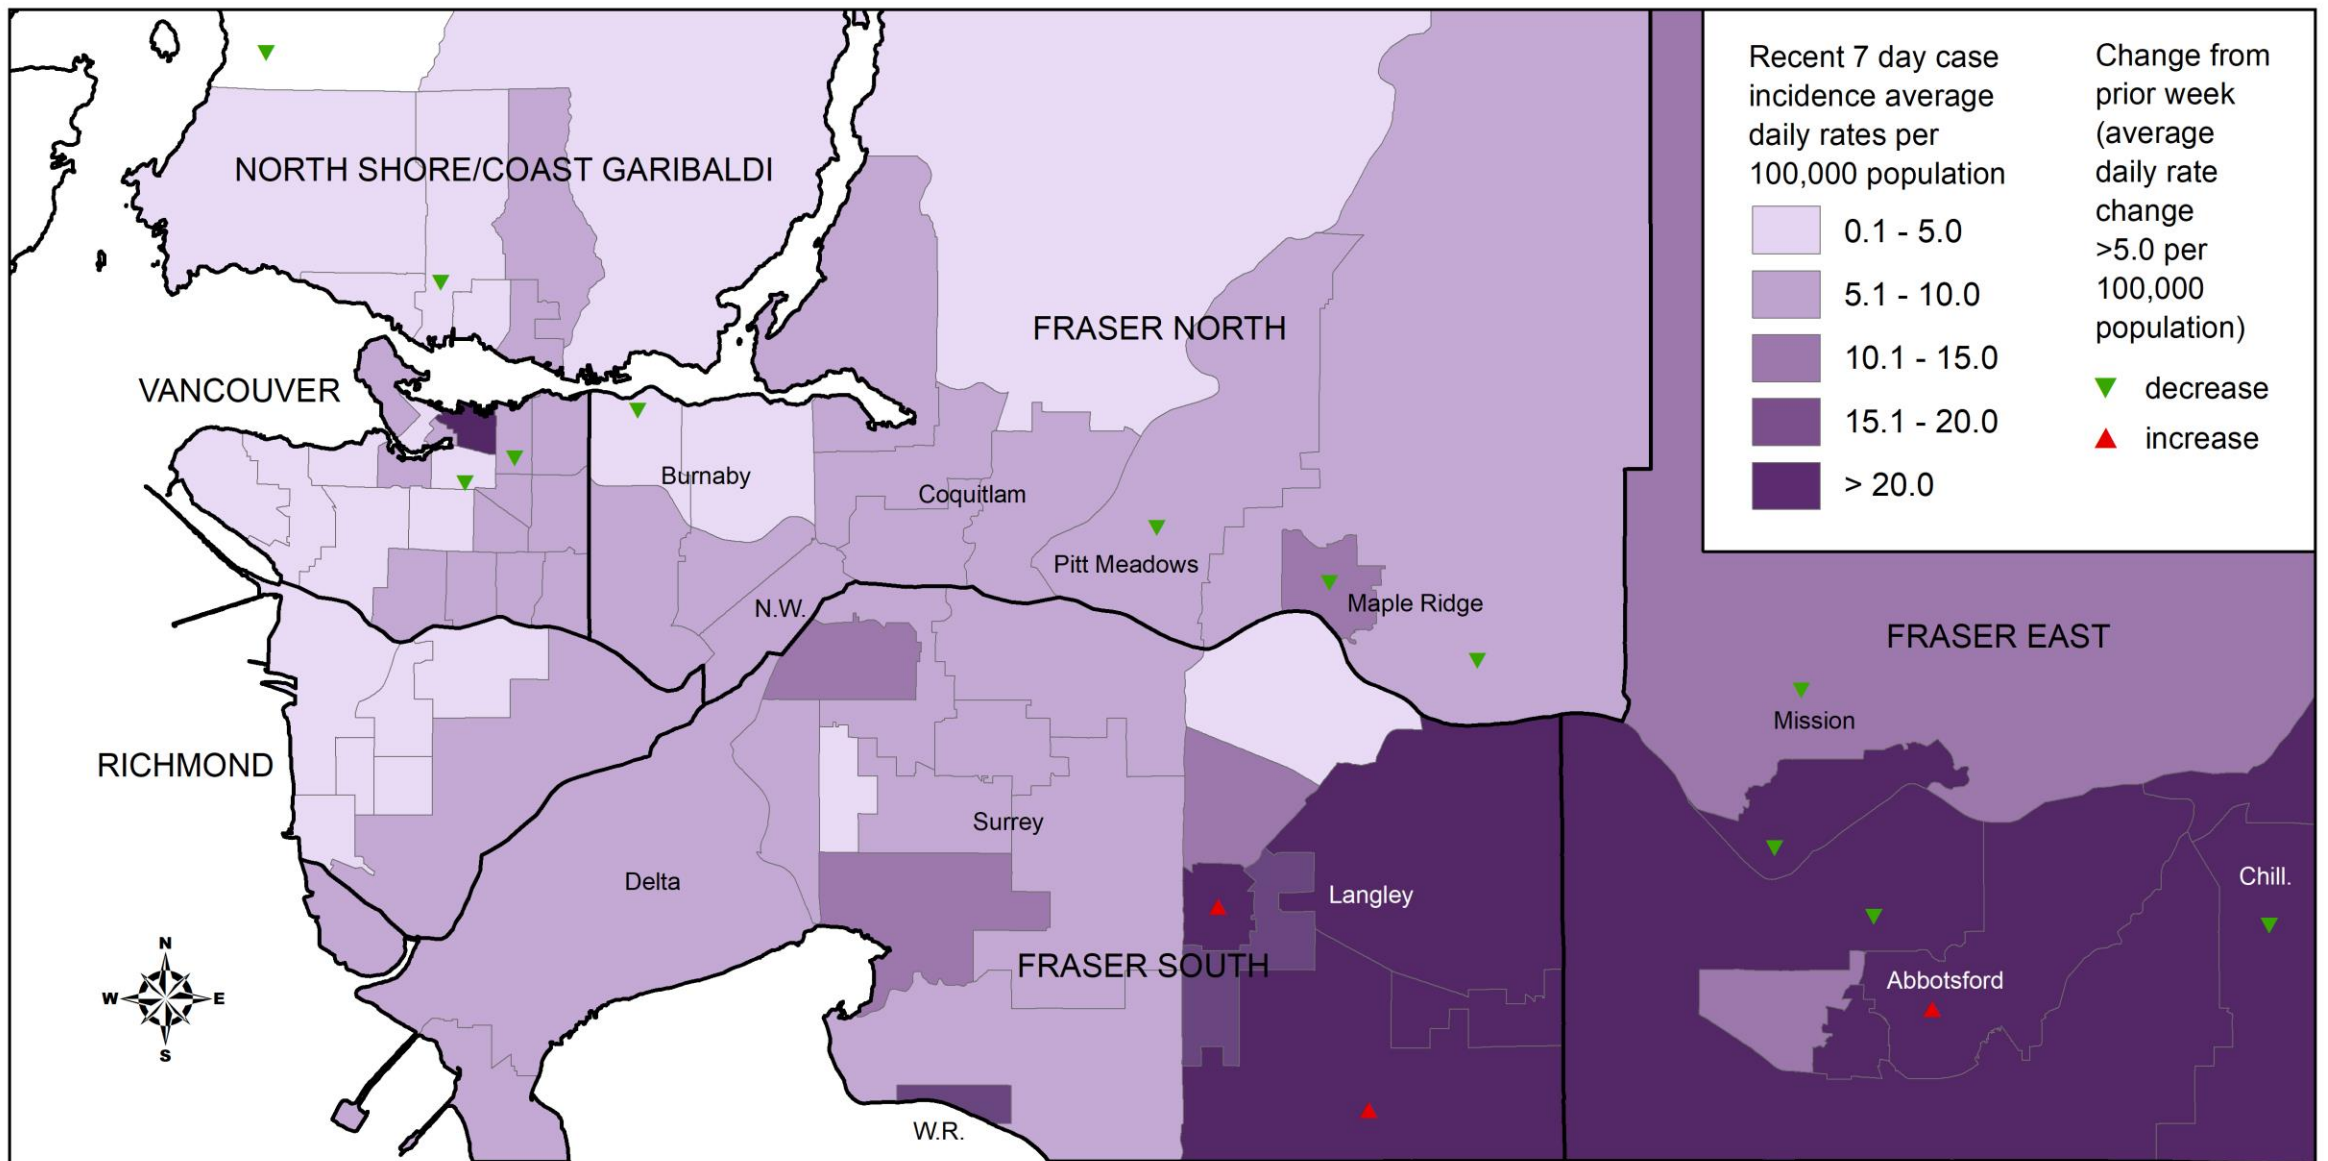 Recent 7 day case
incidence average
daily rates per
100,000 population
0.1 - 5.0
5.1 - 10.0
10.1 - 15.0
15.1 - 20.0
> 20.0
Change from
prior week
(average
daily rate
change
>5.0 per
100,000
population)
decrease
increase
NORTH SHORE/COAST GARIBALDI
FRASER NORTH
VANCOUVER
Burnaby
Coquitlam
Pitt Meadows
N.W.
Maple Ridge
FRASER EAST
Mission
RICHMOND
Surrey
Delta
Langley
Chill.
FRASER SOUTH
Abbotsford
W.R.
N
W
E
S